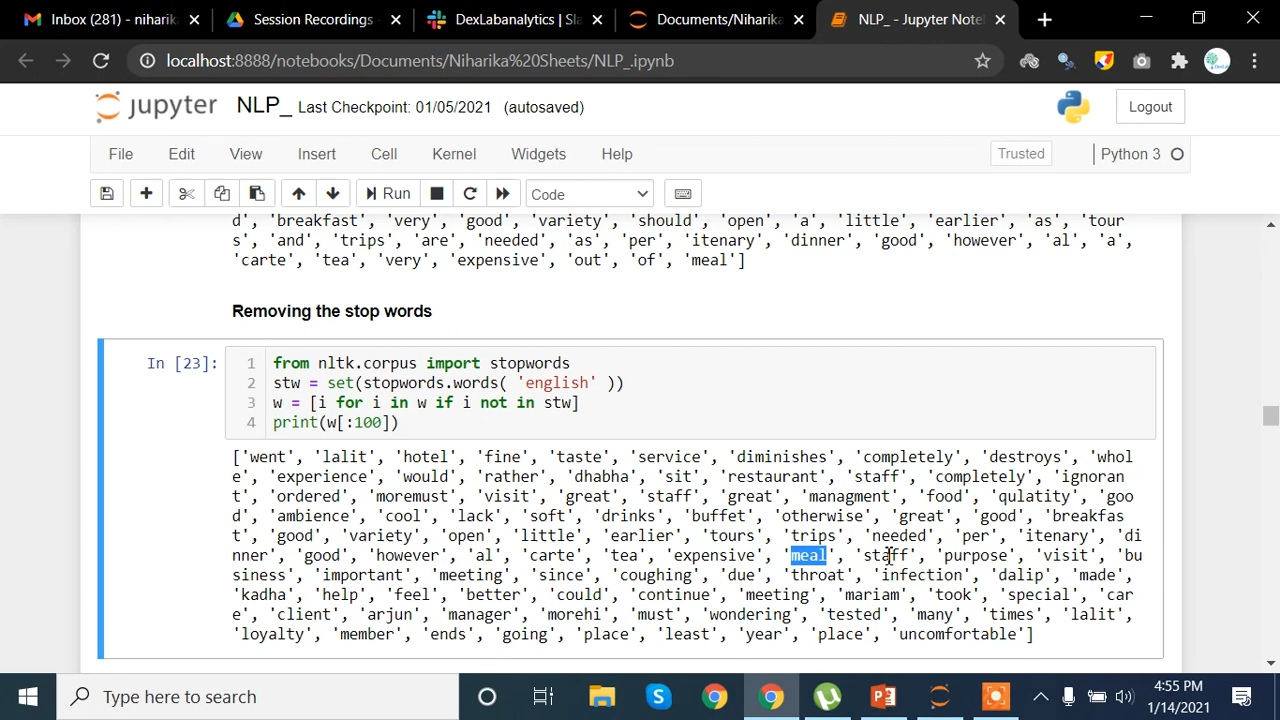 Inbox (281) - niharika
Session Recordings -
DexLabanalytics | Sla
Documents/Niharika
NLP_ - Jupyter Note
localhost:8888/notebooks/Documents/Niharika%20Sheets/NLP_.ipynb
jupyter NLP_ Last Checkpoint: 01/05/2021 (autosaved)
Logout
File Edit View Insert Cell Kernel Widgets Help
Trusted
Python 3
Run
Code
d', 'breakfast', 'very', 'good', 'variety', 'should', 'open', 'a', 'little', 'earlier', 'as', 'tour
s', 'and', 'trips', 'are', 'needed', 'as', 'per', 'itenary', 'dinner', 'good', 'however', 'al', 'a',
'carte', 'tea', 'very', 'expensive', 'out', 'of', 'meal']
Removing the stop words
In [23]:
1 from nltk.corpus import stopwords
2 stw = set(stopwords.words( 'english' ))
3 w = [i for i in w if i not in stw]
4 print(w[:100])
['went', 'lalit', 'hotel', 'fine', 'taste', 'service', 'diminishes', 'completely', 'destroys', 'whol
e', 'experience', 'would', 'rather', 'dhabha', 'sit', 'restaurant', 'staff', 'completely', 'ignoran
t', 'ordered', 'moremust', 'visit', 'great', 'staff', 'great', 'managment', 'food', 'qulatity', 'goo
d', 'ambience', 'cool', 'lack', 'soft', 'drinks', 'buffet', 'otherwise', 'great', 'good', 'breakfas
t', 'good', 'variety', 'open', 'little', 'earlier', 'tours', 'trips', 'needed', 'per', 'itenary', 'di
nner', 'good', 'however', 'al', 'carte', 'tea', 'expensive', 'meal', 'staff', 'purpose', 'visit', 'bu
siness', 'important', 'meeting', 'since', 'coughing', 'due', 'throat', 'infection', 'dalip', 'made',
'kadha', 'help', 'feel', 'better', 'could', 'continue', 'meeting', 'mariam', 'took', 'special', 'car
e', 'client', 'arjun', 'manager', 'morehi', 'must', 'wondering', 'tested', 'many', 'times', 'lalit',
'loyalty', 'member', 'ends', 'going', 'place', 'least', 'year', 'place', 'uncomfortable']
Type here to search
4:55 PM
1/14/2021